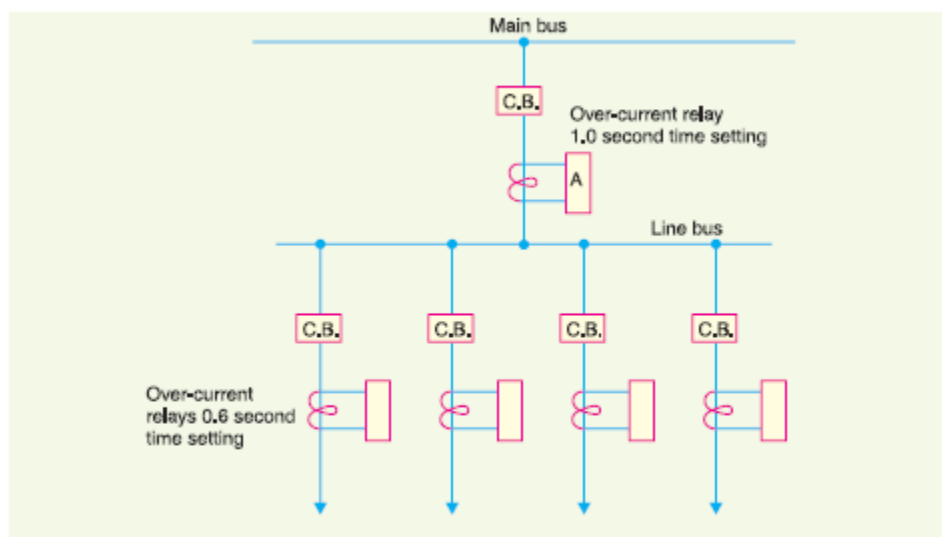 Main bus
C.B.
Over-current relay
1.0 second time setting
A
Line bus
C.B.
C.B.
C.B.
C.B.
Over-current
relays 0.6 second
time setting